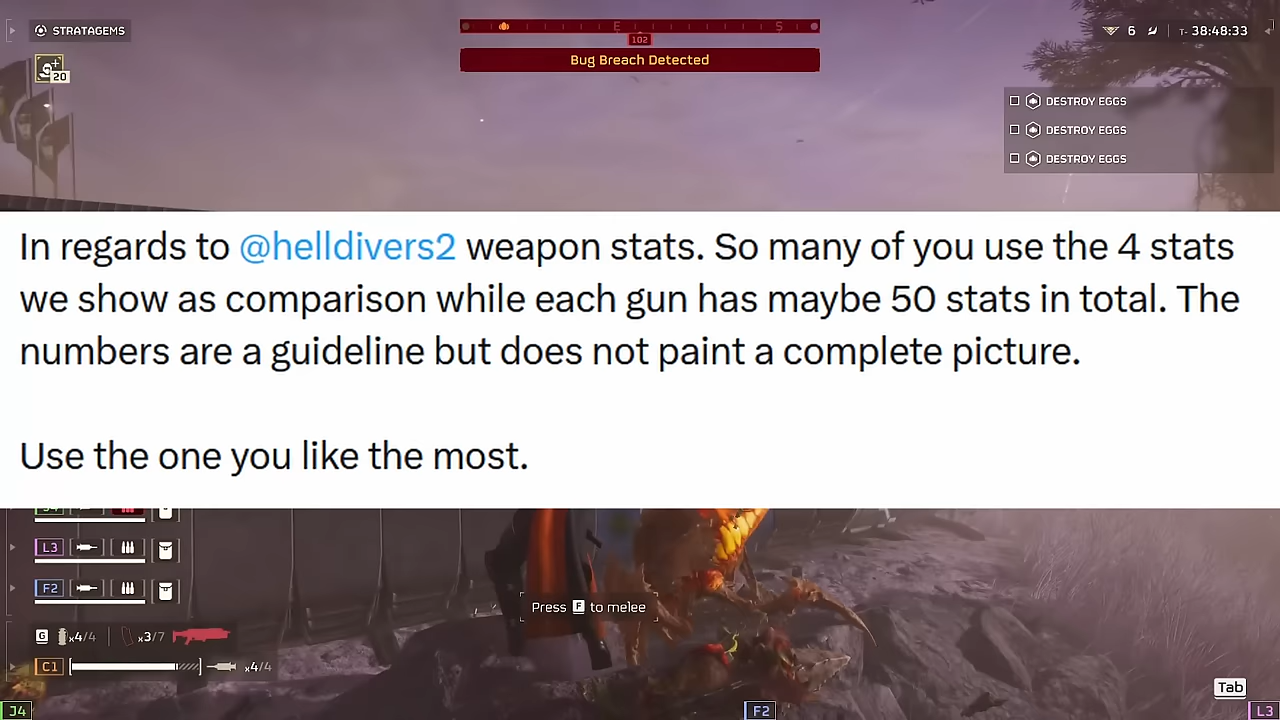 STRATAGEMS
20
E
S
102
Bug Breach Detected
6
T- 38:48:33
DESTROY EGGS
DESTROY EGGS
DESTROY EGGS
In regards to @helldivers2 weapon stats. So many of you use the 4 stats
we show as comparison while each gun has maybe 50 stats in total. The
numbers are a guideline but does not paint a complete picture.
Use the one you like the most.
L3
F2
Press F to melee
G x4/4 x3/7
C1 x4/4
Tab
J4
F2
L3